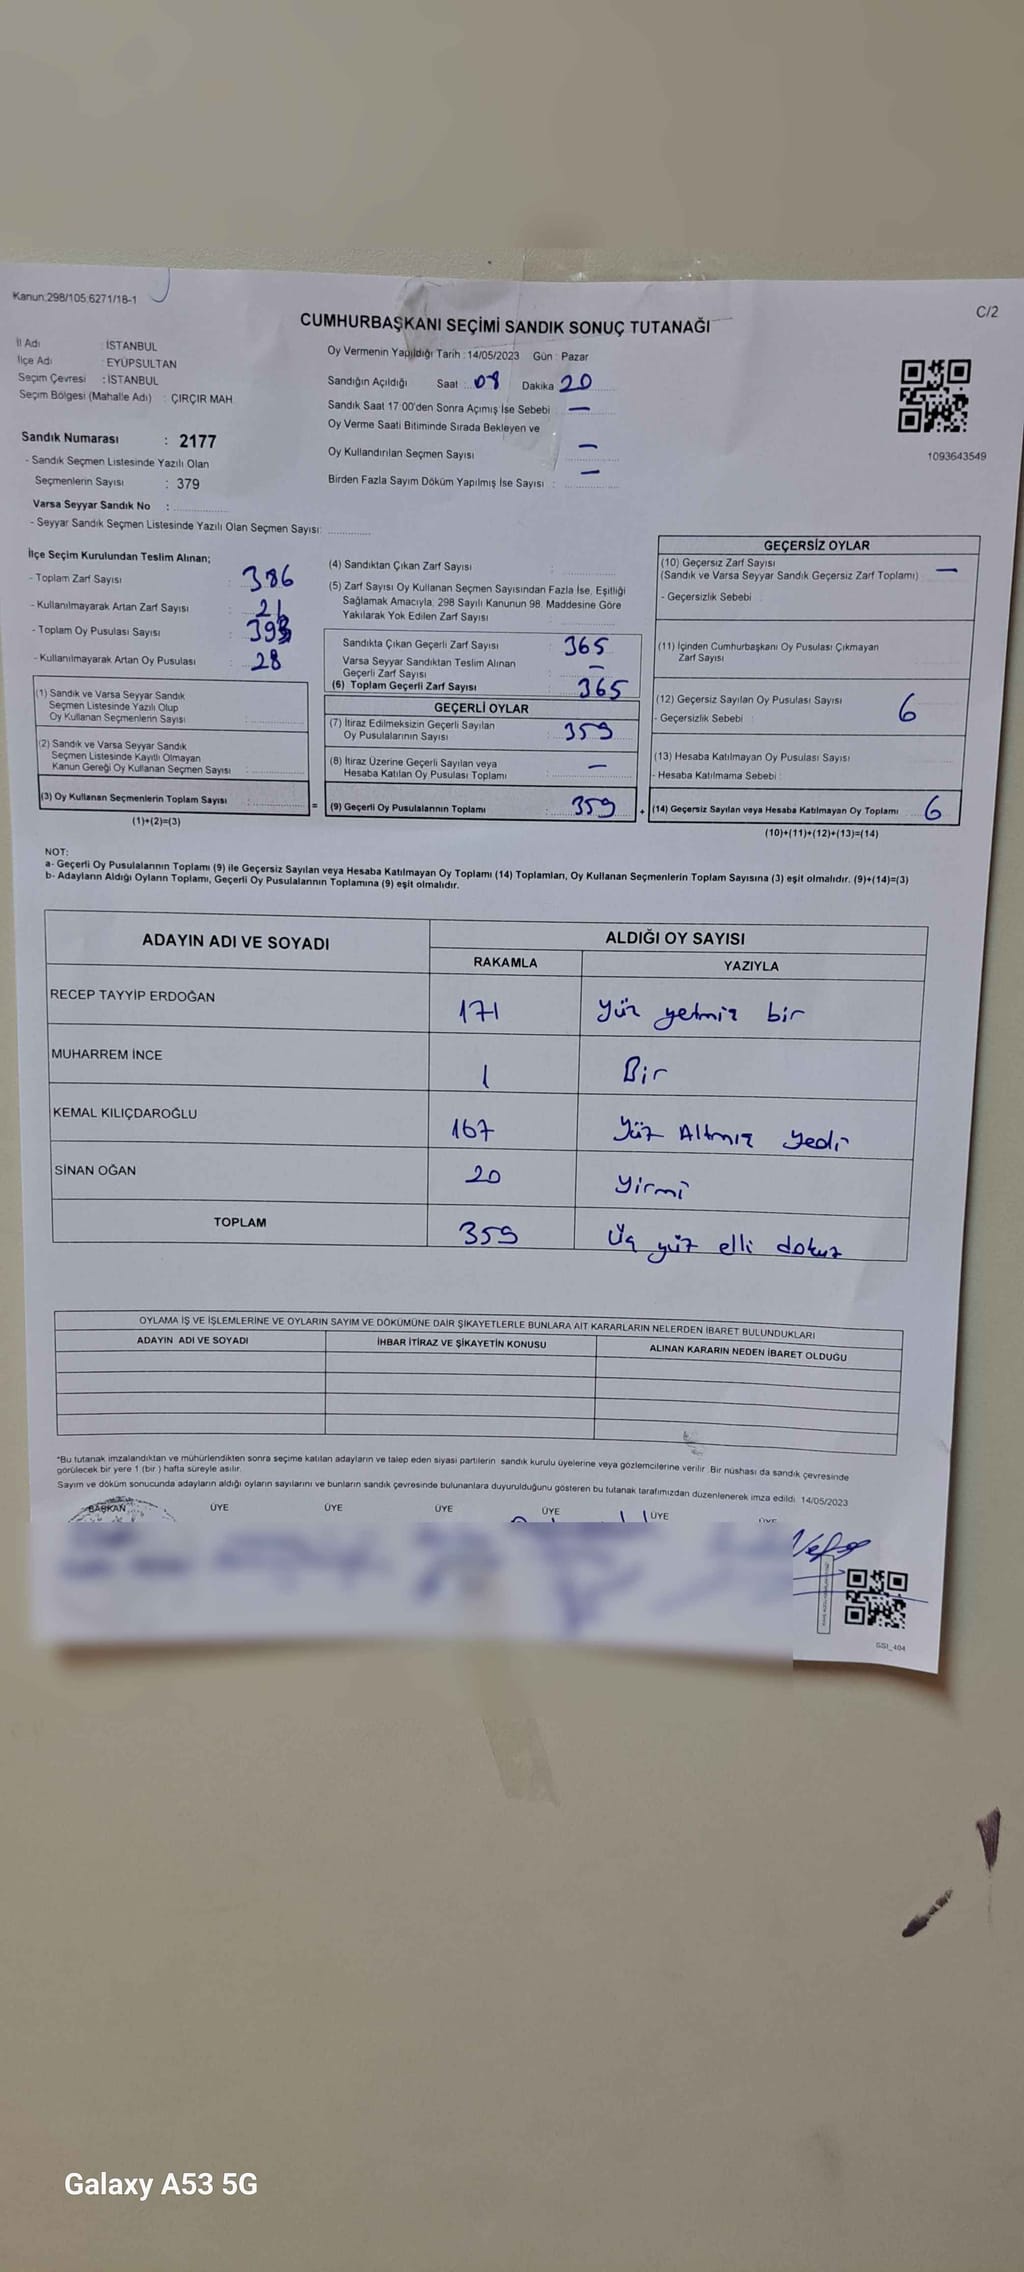 Kanun:298/105.6271/18-1
C/2
CUMHURBAŞKANI SEÇİMİ SANDIK SONUÇ TUTANAĞI
İl Adı : İSTANBUL
İlçe Adı : EYÜPSULTAN
Seçim Çevresi : İSTANBUL
Seçim Bölgesi (Mahalle Adı) : ÇIRÇIR MAH.
Sandık Numarası : 2177
- Sandık Seçmen Listesinde Yazılı Olan
Seçmenlerin Sayısı : 379
Varsa Seyyar Sandık No :
- Seyyar Sandık Seçmen Listesinde Yazılı Olan Seçmen Sayısı:
Oy Vermenin Yapıldığı Tarih : 14/05/2023 Gün : Pazar
Sandığın Açıldığı Saat : 08 Dakika 20
Sandık Saat 17:00'den Sonra Açımış İse Sebebi —
Oy Verme Saati Bitiminde Sırada Bekleyen ve
Oy Kullandırılan Seçmen Sayısı —
Birden Fazla Sayım Döküm Yapılmış İse Sayısı : —
1093643549
İlçe Seçim Kurulundan Teslim Alınan;
- Toplam Zarf Sayısı : 386
- Kullanılmayarak Artan Zarf Sayısı : 21
- Toplam Oy Pusulası Sayısı : 393
- Kullanılmayarak Artan Oy Pusulası : 28
(1) Sandık ve Varsa Seyyar Sandık
Seçmen Listesinde Yazılı Olup
Oy Kullanan Seçmenlerin Sayısı :
(2) Sandık ve Varsa Seyyar Sandık
Seçmen Listesinde Kayıtlı Olmayan
Kanun Gereği Oy Kullanan Seçmen Sayısı :
(3) Oy Kullanan Seçmenlerin Toplam Sayısı :
(1)+(2)=(3)
=
(4) Sandıktan Çıkan Zarf Sayısı :
(5) Zarf Sayısı Oy Kullanan Seçmen Sayısından Fazla İse, Eşitliği
Sağlamak Amacıyla, 298 Sayılı Kanunun 98. Maddesine Göre
Yakılarak Yok Edilen Zarf Sayısı :
Sandıkta Çıkan Geçerli Zarf Sayısı 365
Varsa Seyyar Sandıktan Teslim Alınan
Geçerli Zarf Sayısı —
(6) Toplam Geçerli Zarf Sayısı : 365
GEÇERLİ OYLAR
(7) İtiraz Edilmeksizin Geçerli Sayılan
Oy Pusulalarının Sayısı : 359
(8) İtiraz Üzerine Geçerli Sayılan veya
Hesaba Katılan Oy Pusulası Toplamı : —
(9) Geçerli Oy Pusulalarının Toplamı : 359
+
GEÇERSİZ OYLAR
(10) Geçersiz Zarf Sayısı
(Sandık ve Varsa Seyyar Sandık Geçersiz Zarf Toplamı) : —
- Geçersizlik Sebebi
(11) İçinden Cumhurbaşkanı Oy Pusulası Çıkmayan
Zarf Sayısı
(12) Geçersiz Sayılan Oy Pusulası Sayısı 6
- Geçersizlik Sebebi :
(13) Hesaba Katılmayan Oy Pusulası Sayısı
- Hesaba Katılmama Sebebi :
(14) Geçersiz Sayılan veya Hesaba Katılmayan Oy Toplamı 6
(10)+(11)+(12)+(13)=(14)
NOT:
a- Geçerli Oy Pusulalarının Toplamı (9) ile Geçersiz Sayılan veya Hesaba Katılmayan Oy Toplamı (14) Toplamları, Oy Kullanan Seçmenlerin Toplam Sayısına (3) eşit olmalıdır. (9)+(14)=(3)
b- Adayların Aldığı Oyların Toplamı, Geçerli Oy Pusulalarının Toplamına (9) eşit olmalıdır.
ADAYIN ADI VE SOYADI ALDIĞI OY SAYISI
RAKAMLA YAZIYLA
RECEP TAYYİP ERDOĞAN 171 yüz yetmiş bir
MUHARREM İNCE 1 Bir
KEMAL KILIÇDAROĞLU 167 Yüz Altmış Yedi
SİNAN OĞAN 20 Yirmi
TOPLAM 359 Üç yüz elli dokuz
OYLAMA İŞ VE İŞLEMLERİNE VE OYLARIN SAYIM VE DÖKÜMÜNE DAİR ŞİKAYETLERLE BUNLARA AİT KARARLARIN NELERDEN İBARET BULUNDUKLARI
ADAYIN ADI VE SOYADI İHBAR İTİRAZ VE ŞİKAYETİN KONUSU ALINAN KARARIN NEDEN İBARET OLDUĞU
*Bu tutanak imzalandıktan ve mühürlendikten sonra seçime katılan adayların ve talep eden siyasi partilerin sandık kurulu üyelerine veya gözlemcilerine verilir. Bir nüshası da sandık çevresinde
görülecek bir yere 1 (bir) hafta süreyle asılır.
Sayım ve döküm sonucunda adayların aldığı oyların sayılarını ve bunların sandık çevresinde bulunanlara duyurulduğunu gösteren bu tutanak tarafımızdan düzenlenerek imza edildi. 14/05/2023
BAŞKAN ÜYE ÜYE ÜYE ÜYE ÜYE ÜYE
SSI_404
Galaxy A53 5G